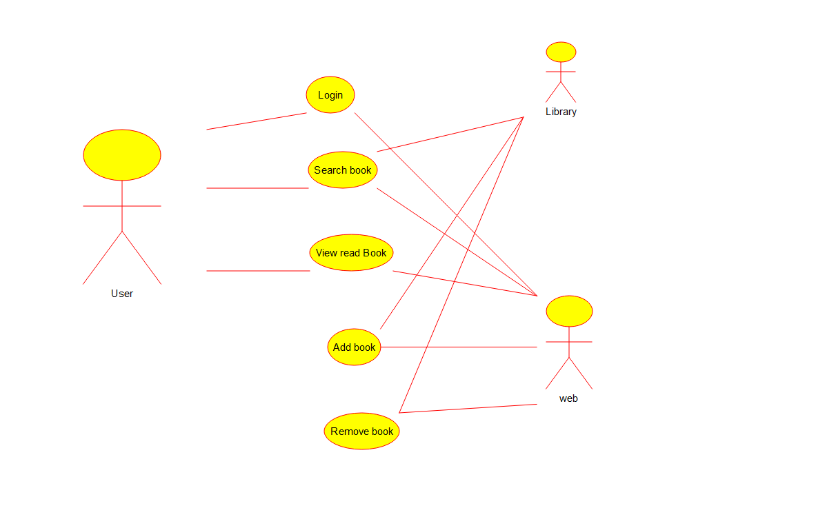 Login
Library
Search book
View read Book
User
Add book
web
Remove book